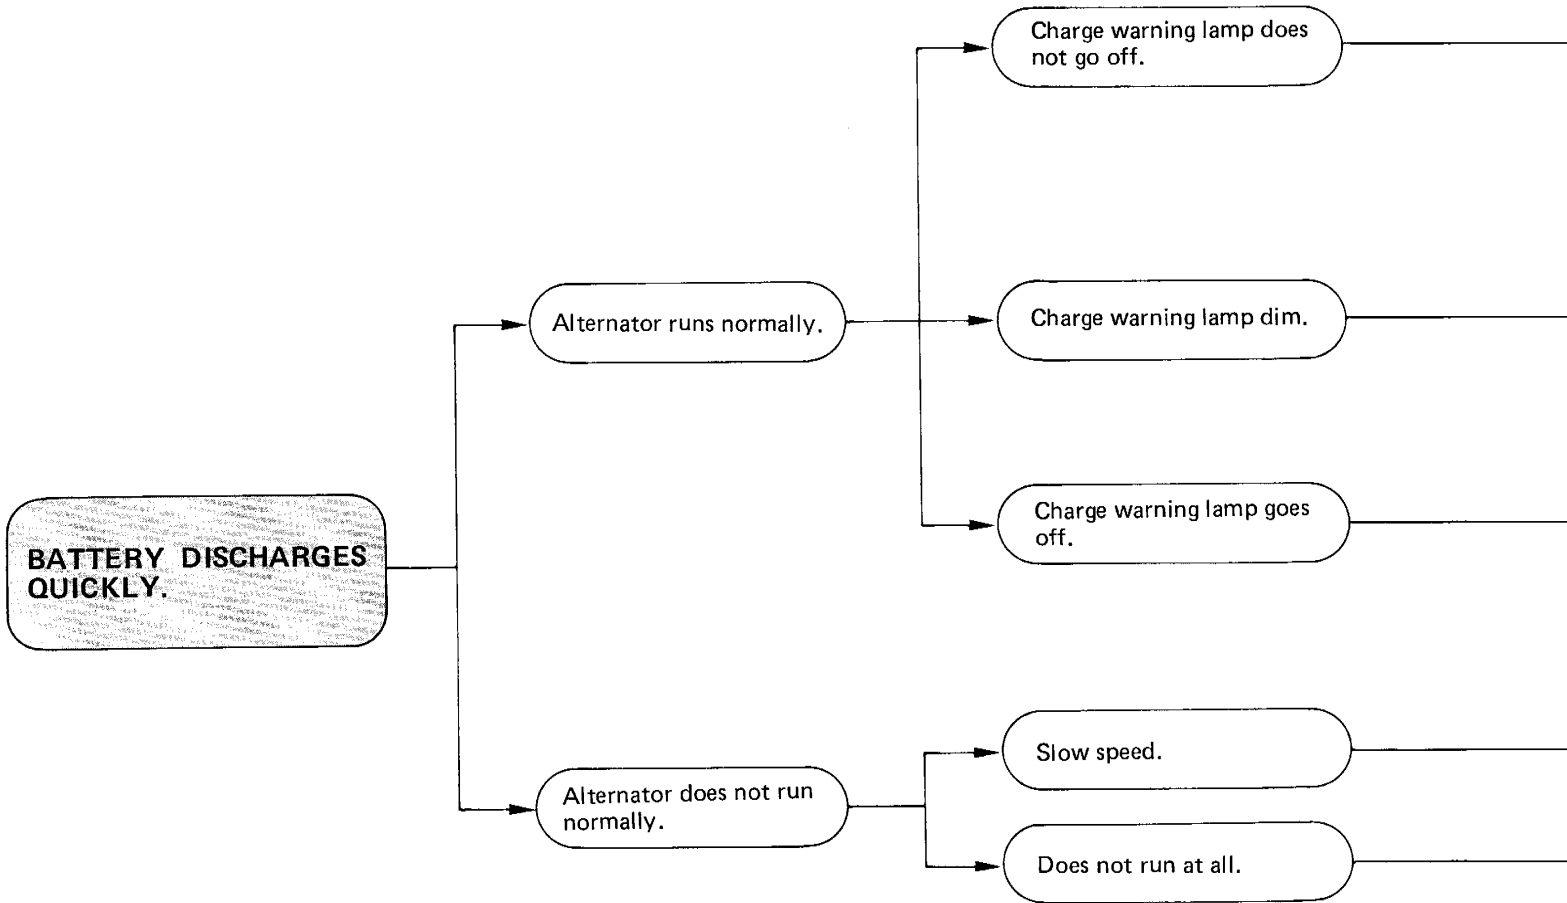 Charge warning lamp does
not go off.
Alternator runs normally.
Charge warning lamp dim.
Charge warning lamp goes
off.
BATTERY DISCHARGES
QUICKLY.
Slow speed.
Alternator does not run
normally.
Does not run at all.